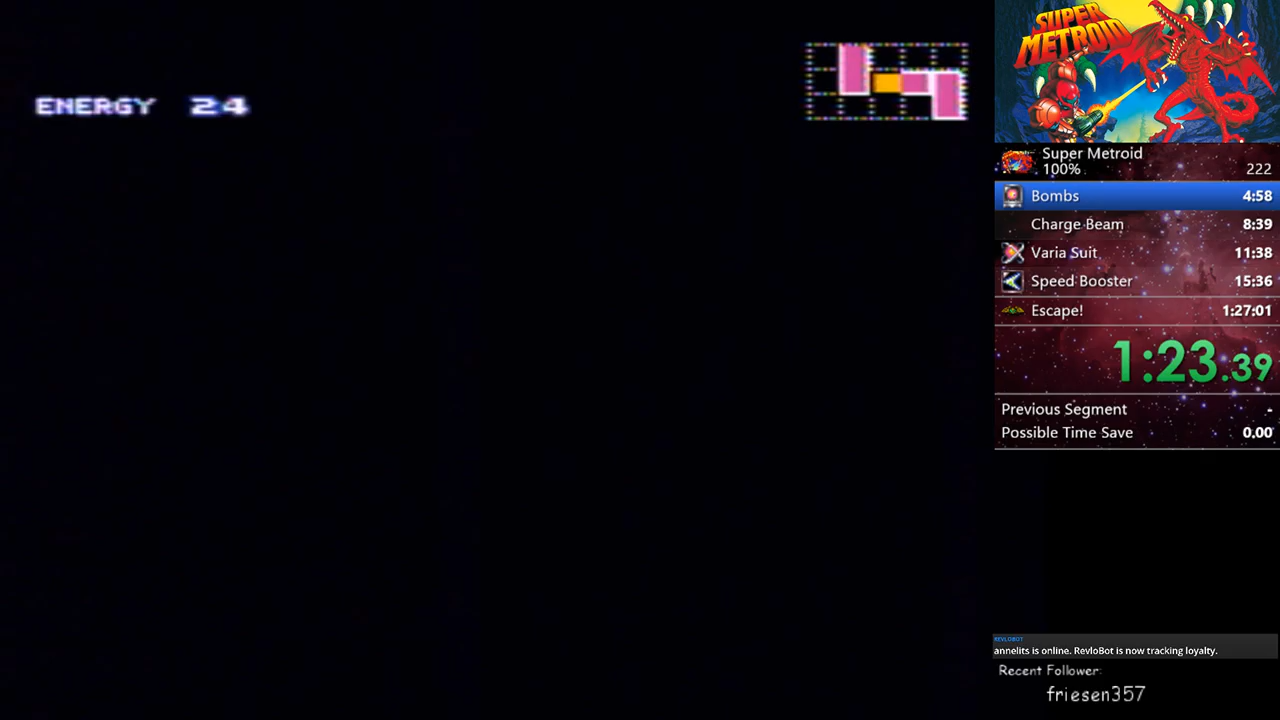 ENERGY 24
SUPER
METROID
Super Metroid
100% 222
Bombs 4:58
Charge Beam 8:39
Varia Suit 11:38
Speed Booster 15:36
Escape! 1:27:01
1:23.39
Previous Segment -
Possible Time Save 0.00
REVLOBOT
annelits is online. RevloBot is now tracking loyalty.
Recent Follower:
friesen357